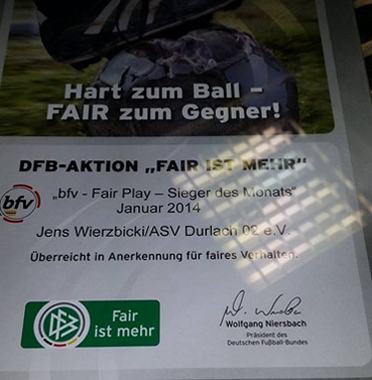 Hart zum Ball –
FAIR zum Gegner!
DFB-AKTION „FAIR IST MEHR"
bfv
„bfv - Fair Play – Sieger des Monats"
Januar 2014
Jens Wierzbicki/ASV Durlach 02 e.V.
Überreicht in Anerkennung für faires Verhalten.
DFB
Fair
ist mehr
Wolfgang Niersbach
Präsident des
Deutschen Fußball-Bundes